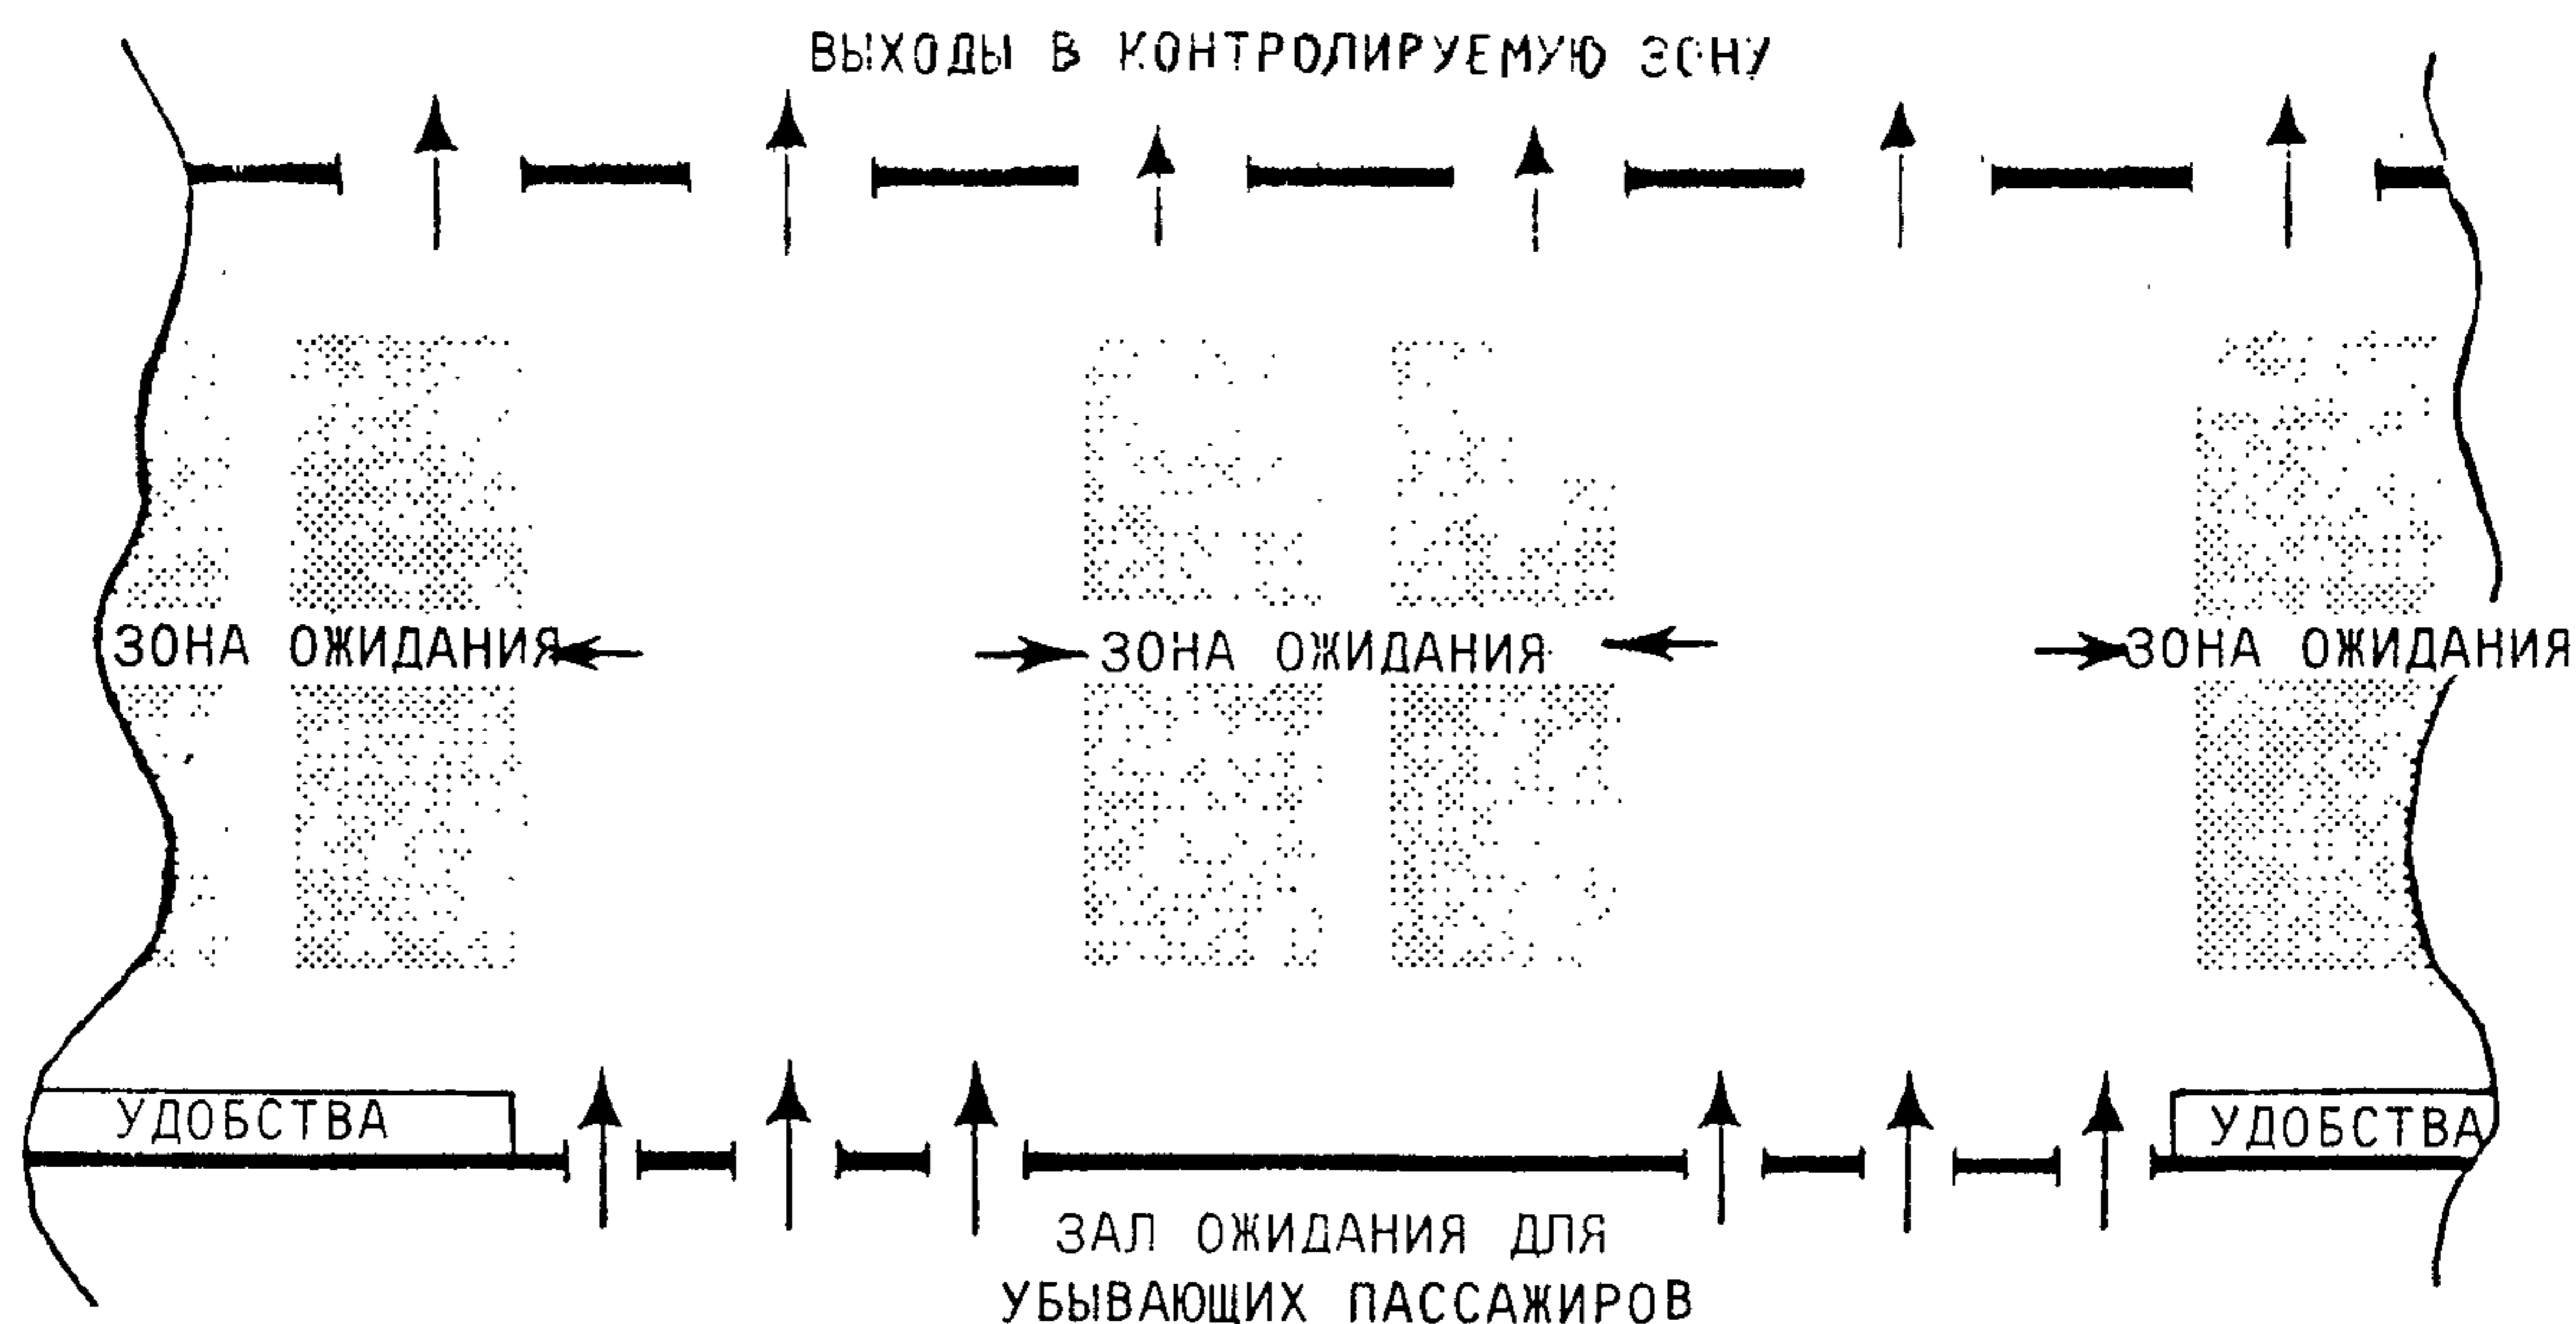 ВЫХОДЫ В КОНТРОЛИРУЕМУЮ ЗОНУ
ЗОНА ОЖИДАНИЯ
ЗОНА ОЖИДАНИЯ
ЗОНА ОЖИДАНИЯ
УДОБСТВА
УДОБСТВА
ЗАЛ ОЖИДАНИЯ ДЛЯ
УБЫВАЮЩИХ ПАССАЖИРОВ